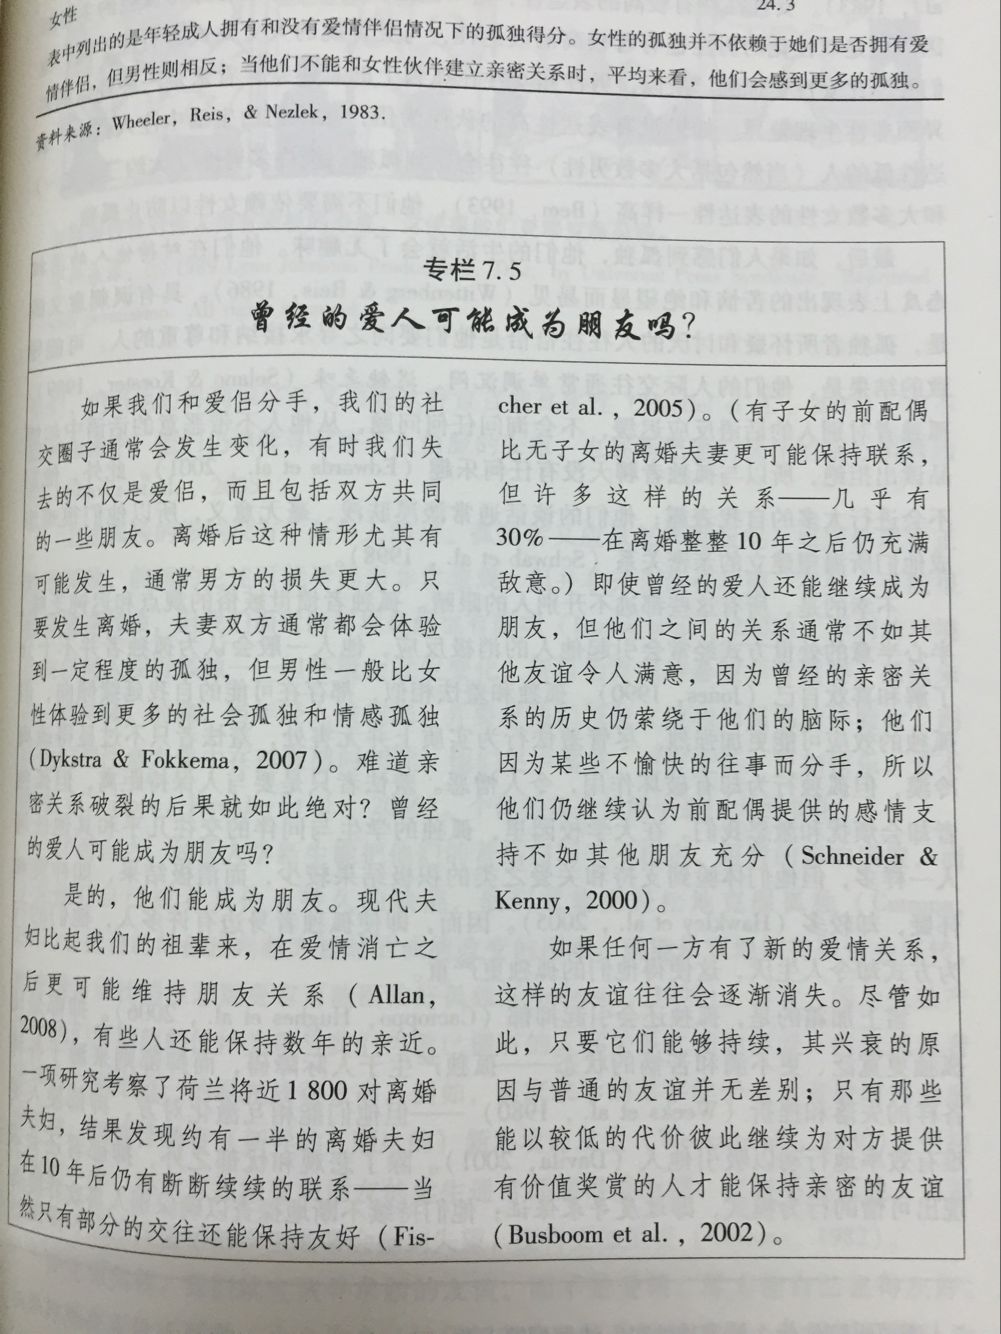 女性
24.3
表中列出的是年轻成人拥有和没有爱情伴侣情况下的孤独得分。女性的孤独并不依赖于她们是否拥有爱
情伴侣，但男性则相反；当他们不能和女性伙伴建立亲密关系时，平均来看，他们会感到更多的孤独。
资料来源：Wheeler, Reis, & Nezlek, 1983.
专栏7.5
曾经的爱人可能成为朋友吗？
如果我们和爱侣分手，我们的社
交圈子通常会发生变化，有时我们失
去的不仅是爱侣，而且包括双方共同
的一些朋友。离婚后这种情形尤其有
可能发生，通常男方的损失更大。只
要发生离婚，夫妻双方通常都会体验
到一定程度的孤独，但男性一般比女
性体验到更多的社会孤独和情感孤独
(Dykstra & Fokkema, 2007)。难道亲
密关系破裂的后果就如此绝对？曾经
的爱人可能成为朋友吗？
是的，他们能成为朋友。现代夫
妇比起我们的祖辈来，在爱情消亡之
后更可能维持朋友关系（Allan,
2008)，有些人还能保持数年的亲近。
一项研究考察了荷兰将近1 800 对离婚
夫妇，结果发现约有一半的离婚夫妇
在10年后仍有断断续续的联系——当
然只有部分的交往还能保持友好（Fis-
cher et al., 2005)。(有子女的前配偶
比无子女的离婚夫妻更可能保持联系，
但许多这样的关系——几乎有
30%——在离婚整整10年之后仍充满
敌意。）即使曾经的爱人还能继续成为
朋友，但他们之间的关系通常不如其
他友谊令人满意，因为曾经的亲密关
系的历史仍萦绕于他们的脑际；他们
因为某些不愉快的往事而分手，所以
他们仍继续认为前配偶提供的感情支
持不如其他朋友充分（Schneider &
Kenny, 2000)。
如果任何一方有了新的爱情关系，
这样的友谊往往会逐渐消失。尽管如
此，只要它们能够持续，其兴衰的原
因与普通的友谊并无差别；只有那些
能以较低的代价彼此继续为对方提供
有价值奖赏的人才能保持亲密的友谊
(Busboom et al., 2002)。